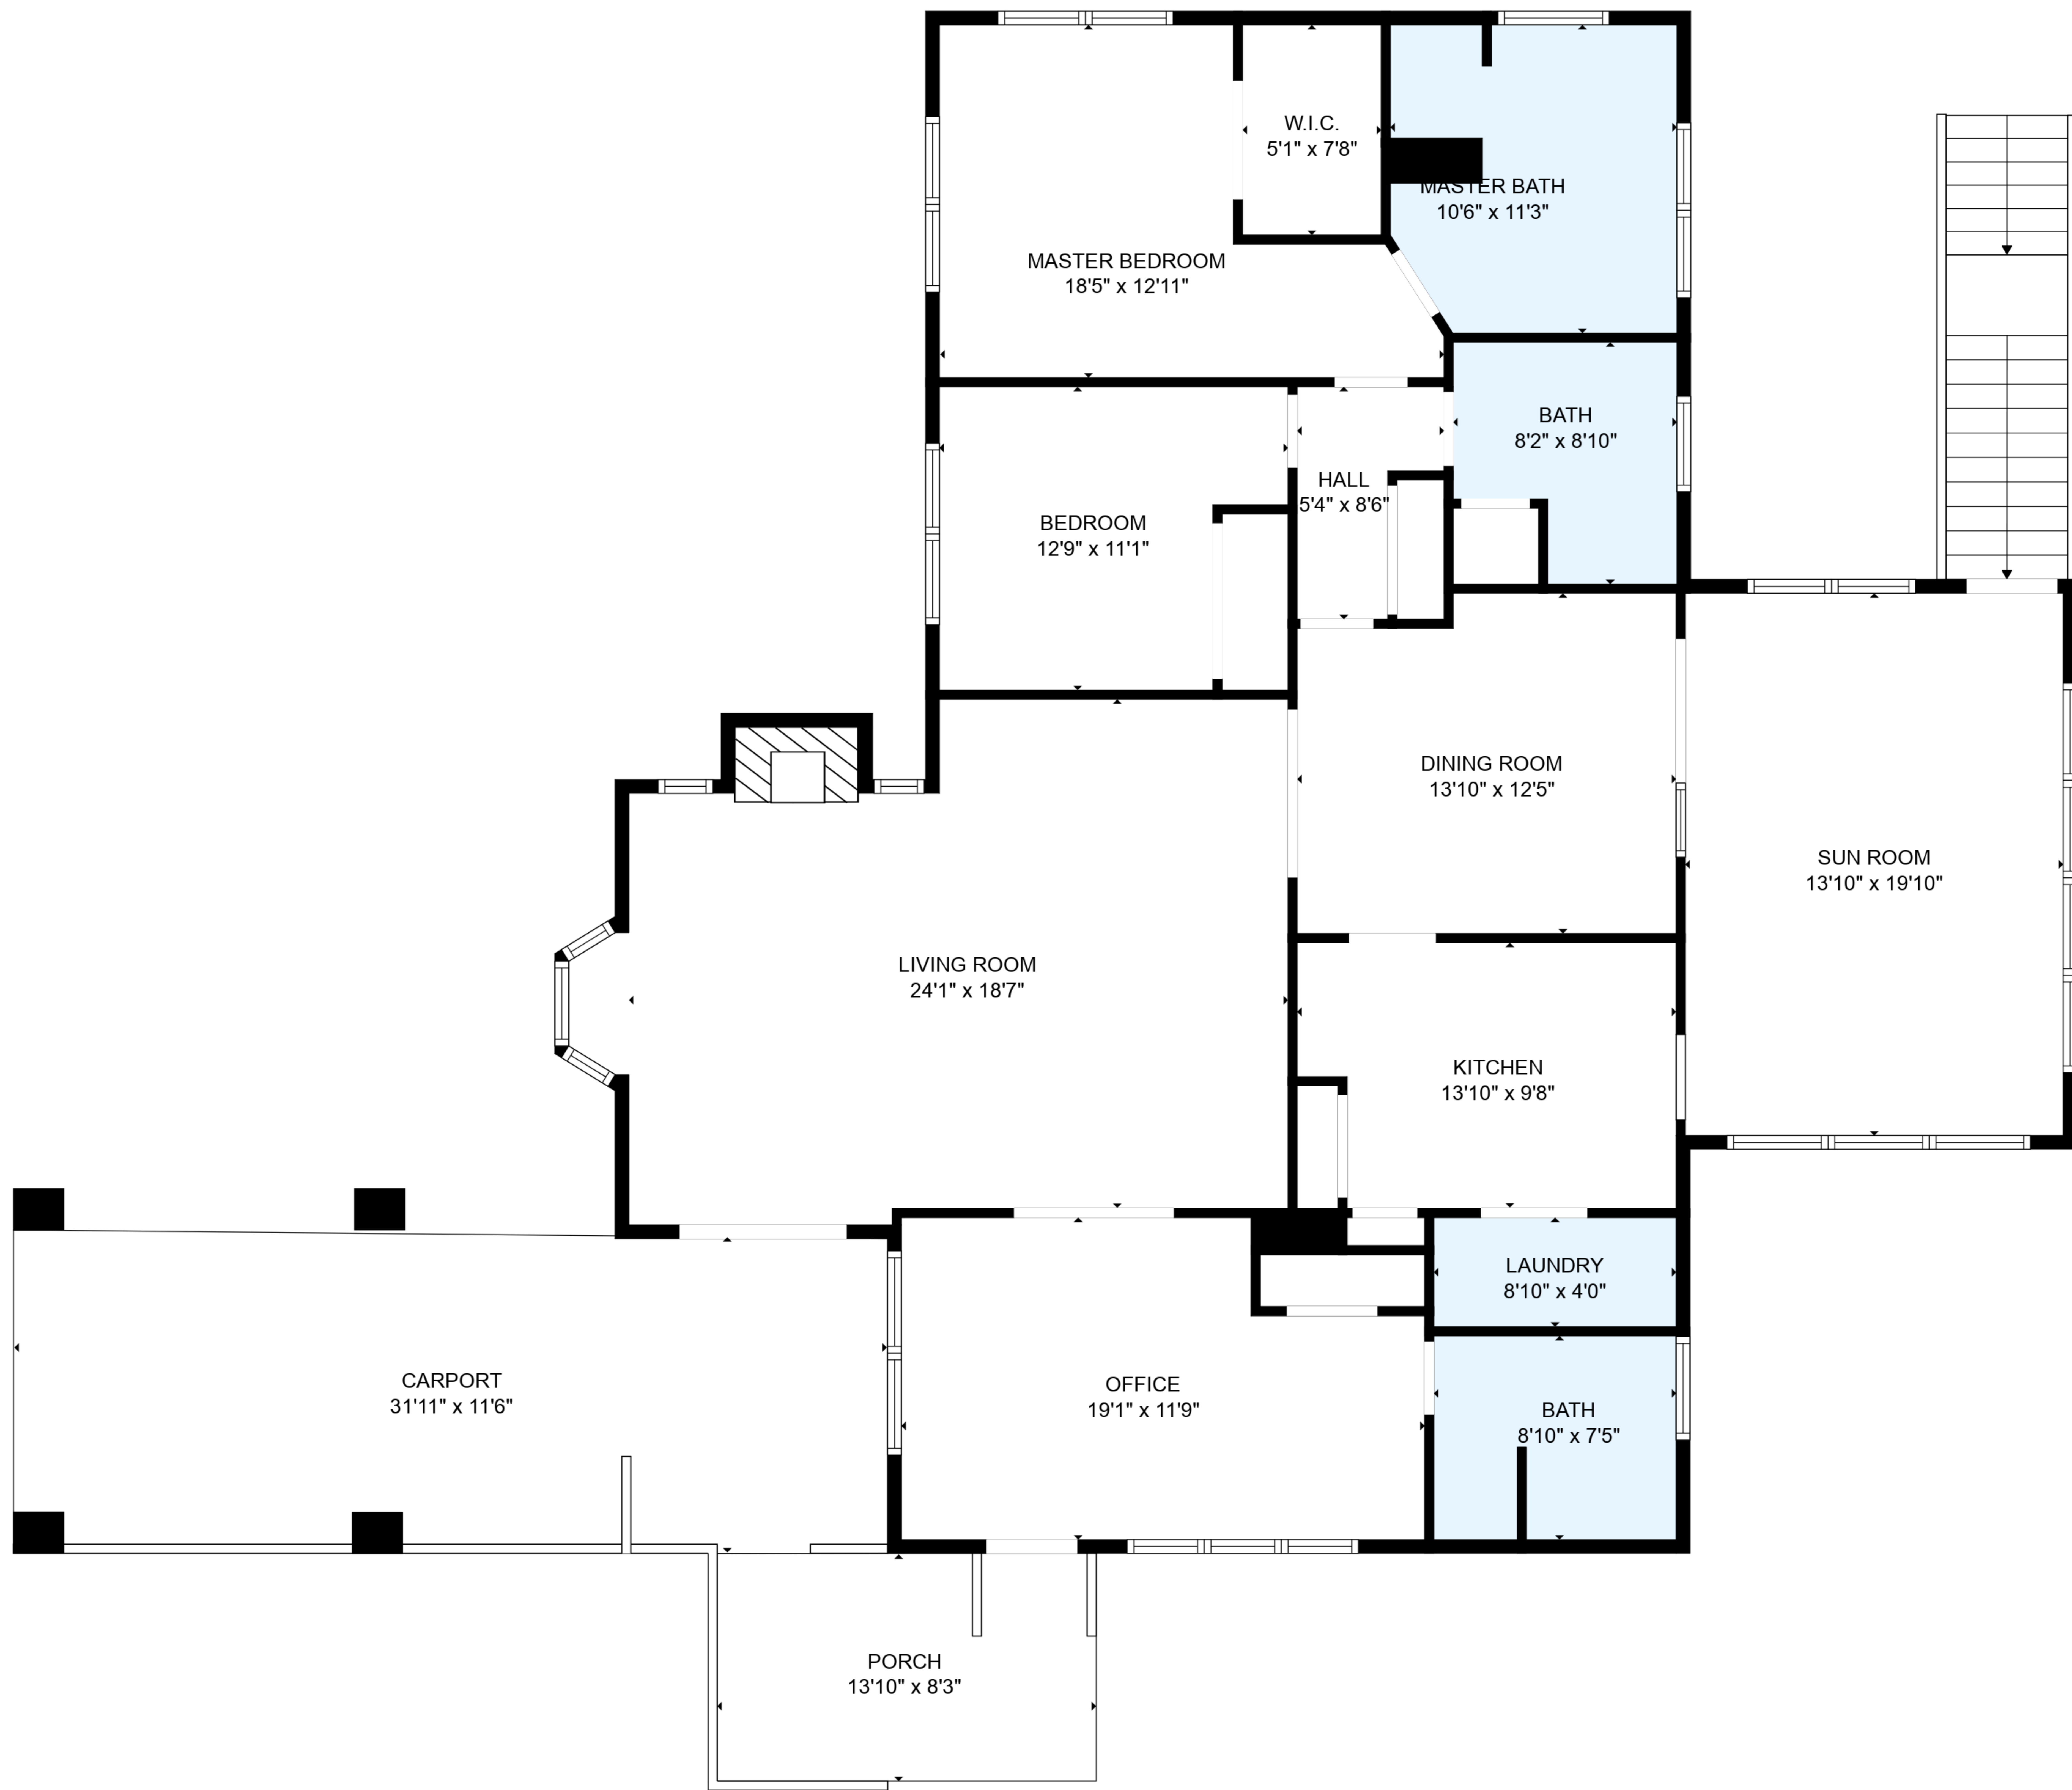 W.I.C.
5'1" x 7'8"
MASTER BATH
10'6" x 11'3"
MASTER BEDROOM
18'5" x 12'11"
BATH
8'2" x 8'10"
HALL
5'4" x 8'6"
BEDROOM
12'9" x 11'1"
DINING ROOM
13'10" x 12'5"
SUN ROOM
13'10" x 19'10"
LIVING ROOM
24'1" x 18'7"
KITCHEN
13'10" x 9'8"
LAUNDRY
8'10" x 4'0"
CARPORT
31'11" x 11'6"
OFFICE
19'1" x 11'9"
BATH
8'10" x 7'5"
PORCH
13'10" x 8'3"